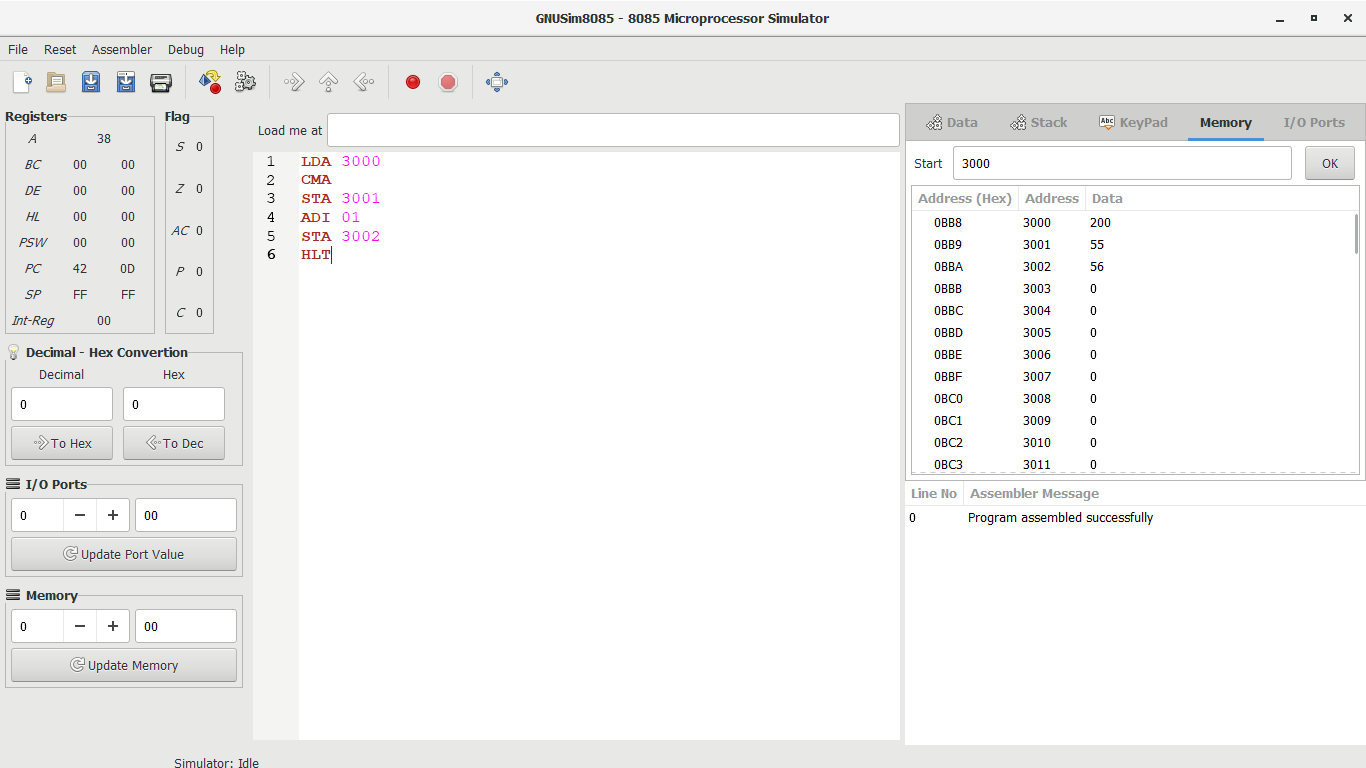 GNUSim8085 - 8085 Microprocessor Simulator
File Reset Assembler Debug Help
Registers
A 38
BC 00 00
DE 00 00
HL 00 00
PSW 00 00
PC 42 0D
SP FF FF
Int-Reg 00
Flag
S 0
Z 0
AC 0
P 0
C 0
Decimal - Hex Convertion
Decimal Hex
0 0
To Hex To Dec
I/O Ports
0 − + 00
Update Port Value
Memory
0 − + 00
Update Memory
Load me at
1 LDA 3000
2 CMA
3 STA 3001
4 ADI 01
5 STA 3002
6 HLT
Data Stack Abc KeyPad Memory I/O Ports
Start 3000 OK
Address (Hex) Address Data
0BB8 3000 200
0BB9 3001 55
0BBA 3002 56
0BBB 3003 0
0BBC 3004 0
0BBD 3005 0
0BBE 3006 0
0BBF 3007 0
0BC0 3008 0
0BC1 3009 0
0BC2 3010 0
0BC3 3011 0
Line No Assembler Message
0 Program assembled successfully
Simulator: Idle